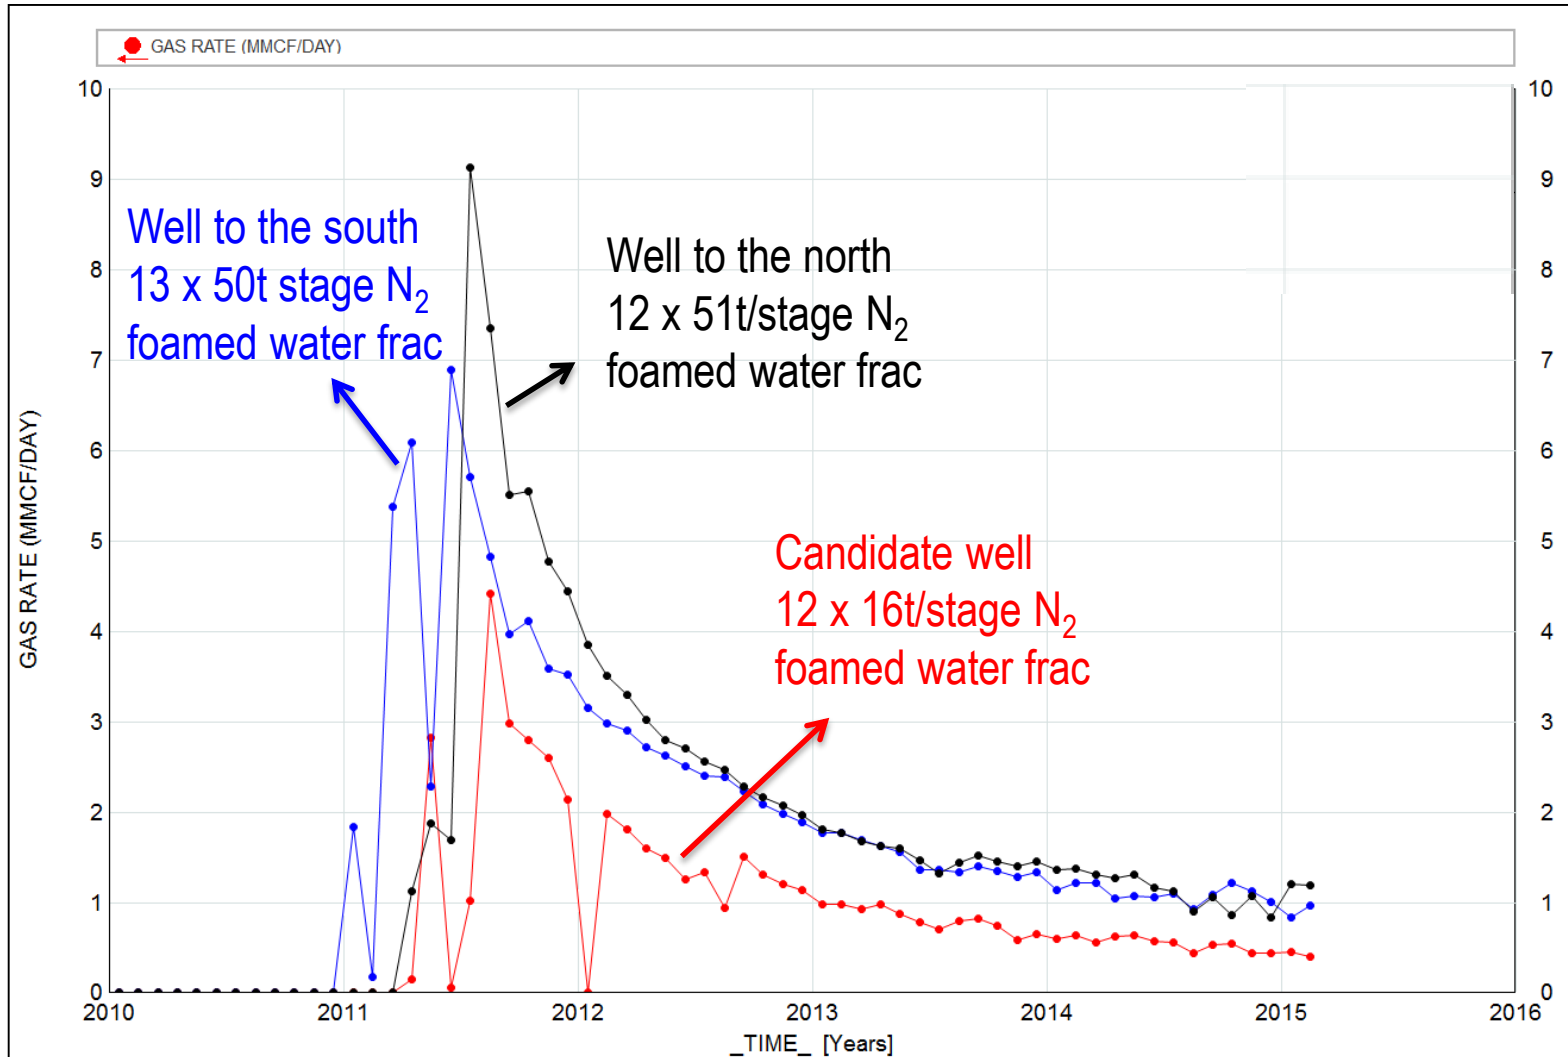 GAS RATE (MMCF/DAY)
10
9
8
7
6
5
4
3
2
1
0
10
9
8
7
6
5
4
3
2
1
0
GAS RATE (MMCF/DAY)
Well to the south
13 x 50t stage N₂
foamed water frac
Well to the north
12 x 51t/stage N₂
foamed water frac
Candidate well
12 x 16t/stage N₂
foamed water frac
2010
2011
2012
2013
2014
2015
2016
_TIME_ [Years]